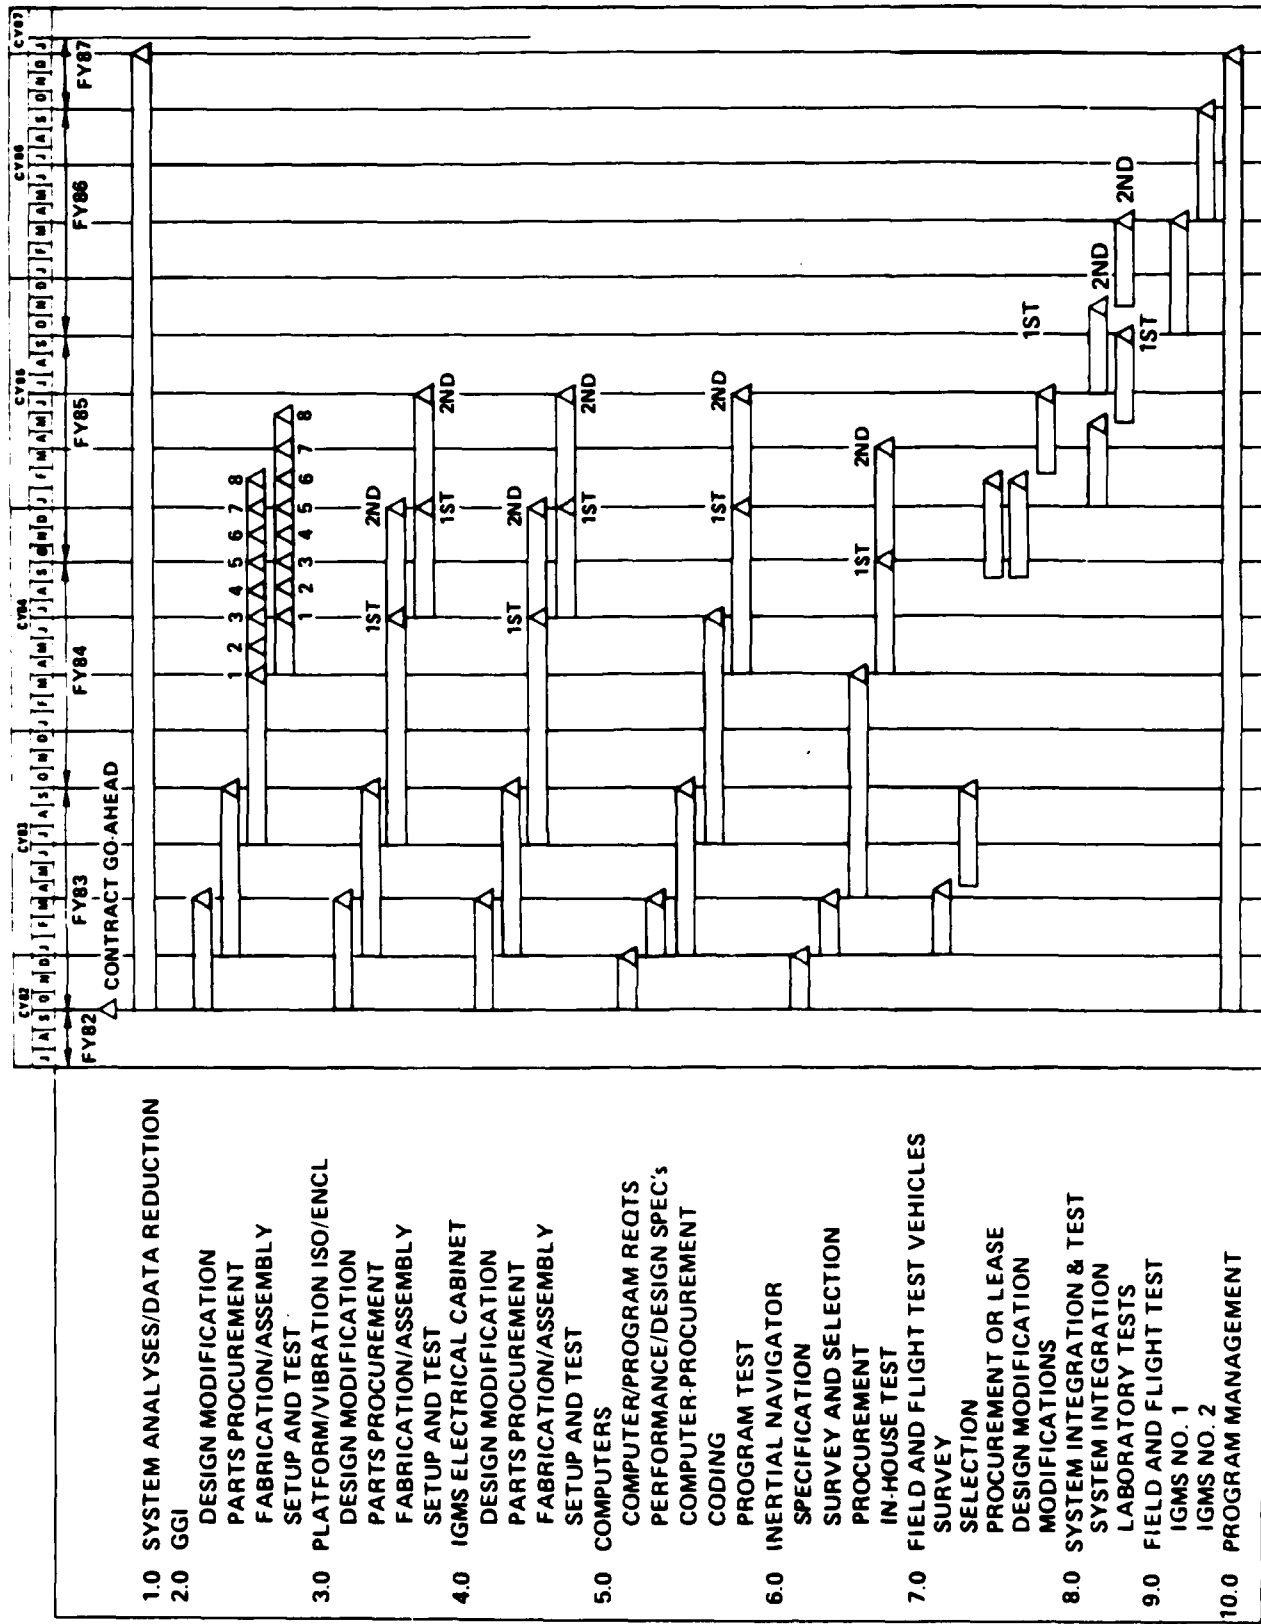 CY82 CY83 CY84 CY85 CY86 CY87
J A S O N D J F M A M J J A S O N D J F M A M J J A S O N D J F M A M J J A S O N D J F M A M J J A S O N D J
FY82 FY83 FY84 FY85 FY86 FY87
CONTRACT GO-AHEAD
1.0 SYSTEM ANALYSES/DATA REDUCTION
2.0 GGI
DESIGN MODIFICATION
PARTS PROCUREMENT
FABRICATION/ASSEMBLY 1 2 3 4 5 6 7 8
SETUP AND TEST 1 2 3 4 5 6 7 8
3.0 PLATFORM/VIBRATION ISO/ENCL
DESIGN MODIFICATION
PARTS PROCUREMENT
FABRICATION/ASSEMBLY 1ST 2ND
SETUP AND TEST 1ST 2ND
4.0 IGMS ELECTRICAL CABINET
DESIGN MODIFICATION
PARTS PROCUREMENT
FABRICATION/ASSEMBLY 1ST 2ND
SETUP AND TEST 1ST 2ND
5.0 COMPUTERS
COMPUTER/PROGRAM REQTS
PERFORMANCE/DESIGN SPEC's
COMPUTER-PROCUREMENT
CODING
PROGRAM TEST 1ST 2ND
6.0 INERTIAL NAVIGATOR
SPECIFICATION
SURVEY AND SELECTION
PROCUREMENT
IN-HOUSE TEST 1ST 2ND
7.0 FIELD AND FLIGHT TEST VEHICLES
SURVEY
SELECTION
PROCUREMENT OR LEASE
DESIGN MODIFICATION
MODIFICATIONS
8.0 SYSTEM INTEGRATION & TEST
SYSTEM INTEGRATION 1ST 2ND
LABORATORY TESTS 1ST 2ND
9.0 FIELD AND FLIGHT TEST
IGMS NO. 1
IGMS NO. 2
10.0 PROGRAM MANAGEMENT